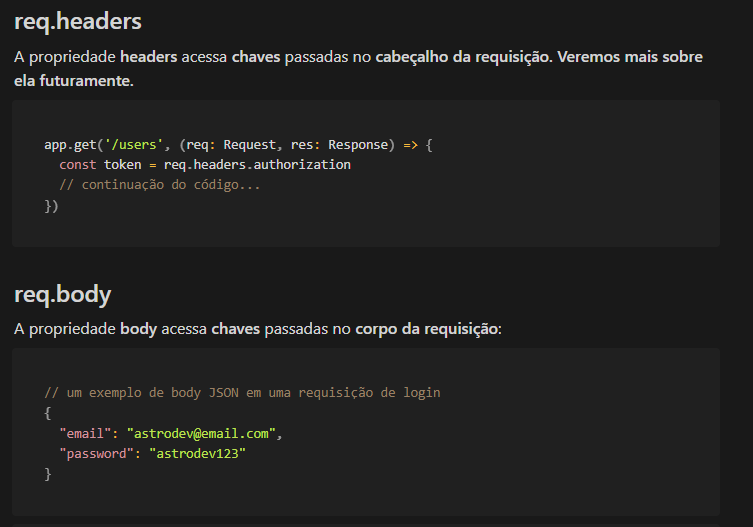 req.headers
A propriedade headers acessa chaves passadas no cabeçalho da requisição. Veremos mais sobre
ela futuramente.
app.get('/users', (req: Request, res: Response) => {
  const token = req.headers.authorization
  // continuação do código...
})
req.body
A propriedade body acessa chaves passadas no corpo da requisição:
// um exemplo de body JSON em uma requisição de login
{
  "email": "astrodev@email.com",
  "password": "astrodev123"
}